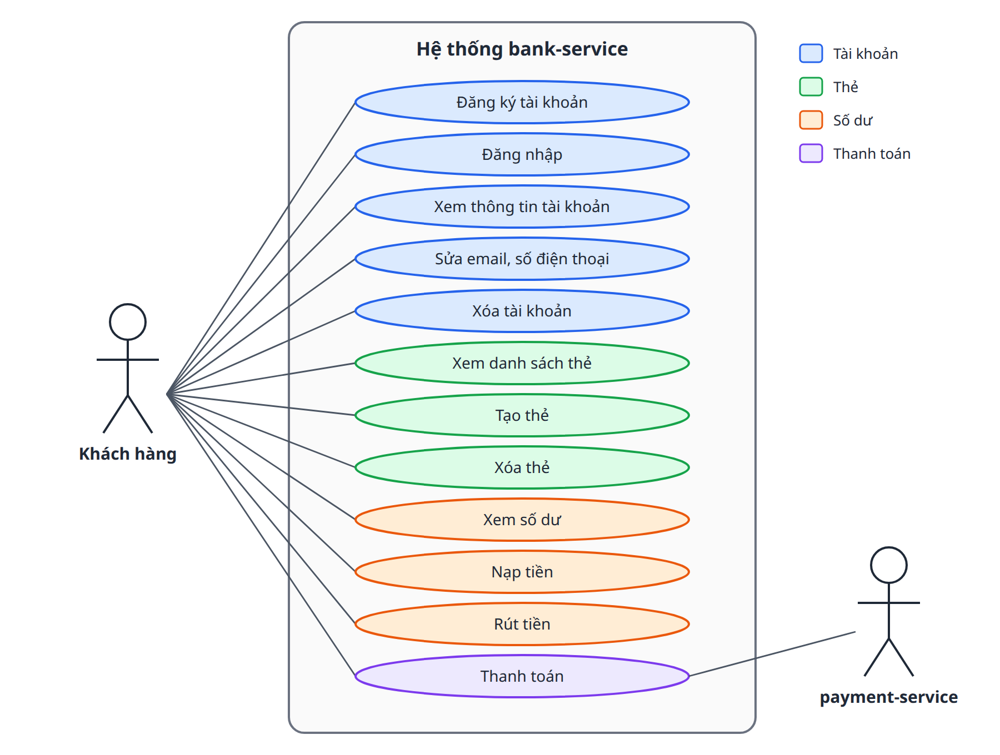 Hệ thống bank-service
Đăng ký tài khoản
Đăng nhập
Xem thông tin tài khoản
Sửa email, số điện thoại
Xóa tài khoản
Xem danh sách thẻ
Tạo thẻ
Xóa thẻ
Xem số dư
Nạp tiền
Rút tiền
Thanh toán
Khách hàng
payment-service
Tài khoản
Thẻ
Số dư
Thanh toán